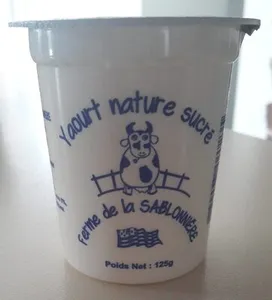 Yaourt nature sucré
ferme de la SABLONNIÈRE
Poids Net : 125g